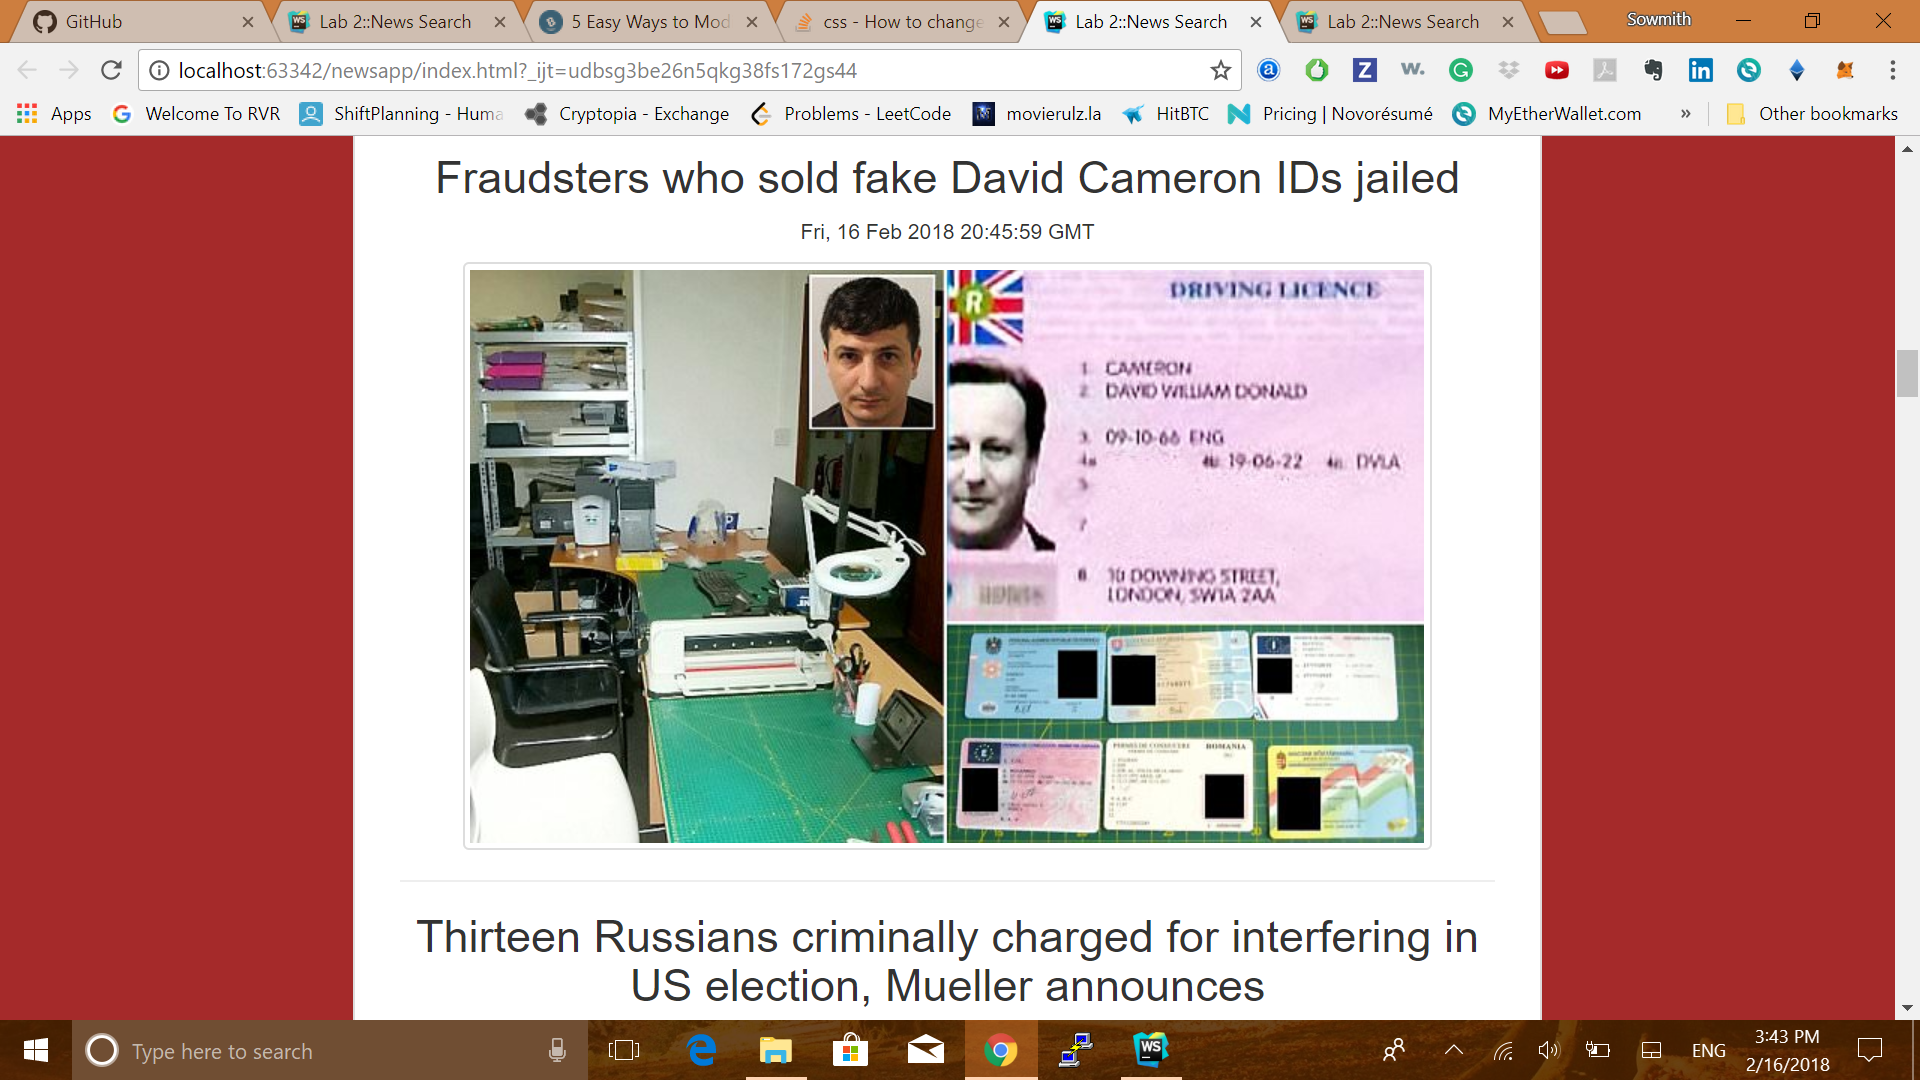 GitHub
Lab 2::News Search
5 Easy Ways to Mod
css - How to change
Lab 2::News Search
Lab 2::News Search
Sowmith
localhost:63342/newsapp/index.html?_ijt=udbsg3be26n5qkg38fs172gs44
Apps
Welcome To RVR
ShiftPlanning - Huma
Cryptopia - Exchange
Problems - LeetCode
movierulz.la
HitBTC
Pricing | Novorésumé
MyEtherWallet.com
»
Other bookmarks
Fraudsters who sold fake David Cameron IDs jailed
Fri, 16 Feb 2018 20:45:59 GMT
R
DRIVING LICENCE
1. CAMERON
2. DAVID WILLIAM DONALD
3. 09-10-66 ENG
4a 4b. 19-06-22 4c. DVLA
5.
7.
8. 10 DOWNING STREET,
LONDON, SW1A 2AA
PERMIS DE CONDUCERE ROMANIA
Thirteen Russians criminally charged for interfering in
US election, Mueller announces
Type here to search
WS
ENG
3:43 PM
2/16/2018